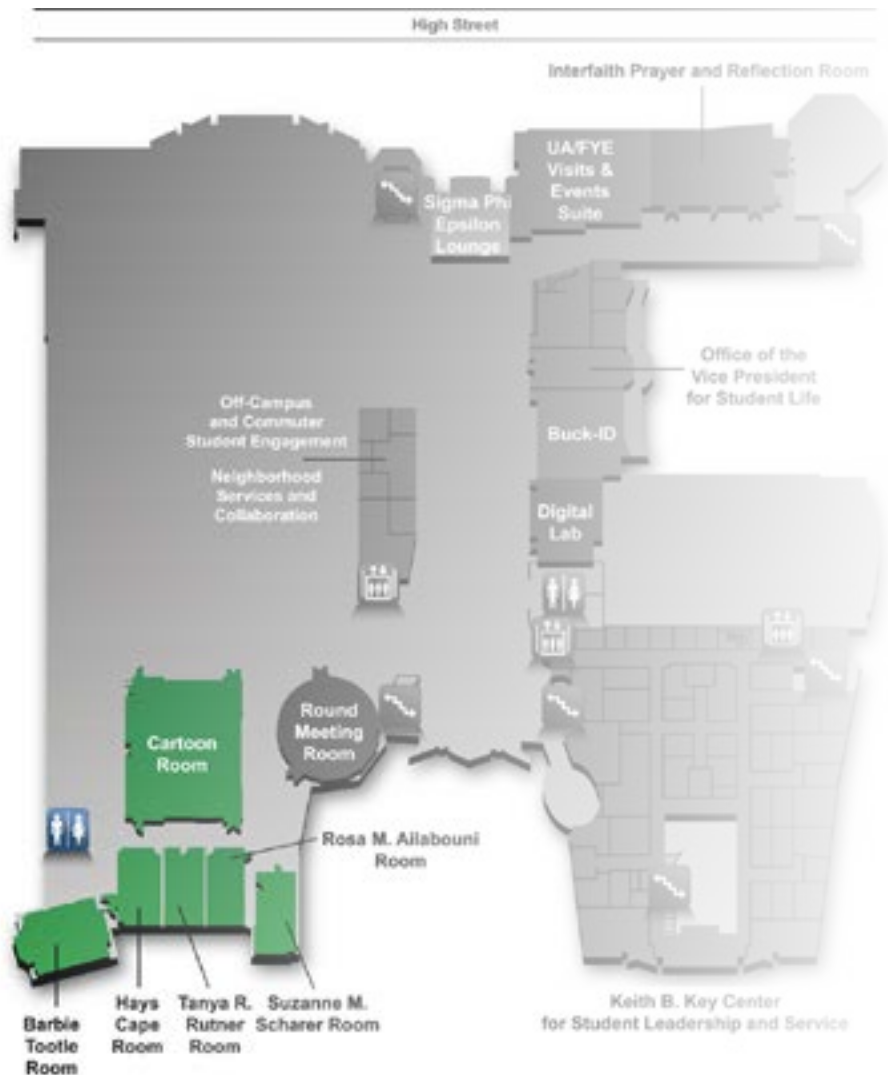 High Street
Interfaith Prayer and Reflection Room
UA/FYE
Visits &
Events
Suite
Sigma Phi
Epsilon
Lounge
Office of the
Vice President
for Student Life
Off-Campus
and Commuter
Student Engagement
Neighborhood
Services and
Collaboration
Buck-ID
Digital
Lab
Cartoon
Room
Round
Meeting
Room
Rosa M. Ailabouni
Room
Barbie
Tootle
Room
Hays
Cape
Room
Tanya R.
Rutner
Room
Suzanne M.
Scharer Room
Keith B. Key Center
for Student Leadership and Service